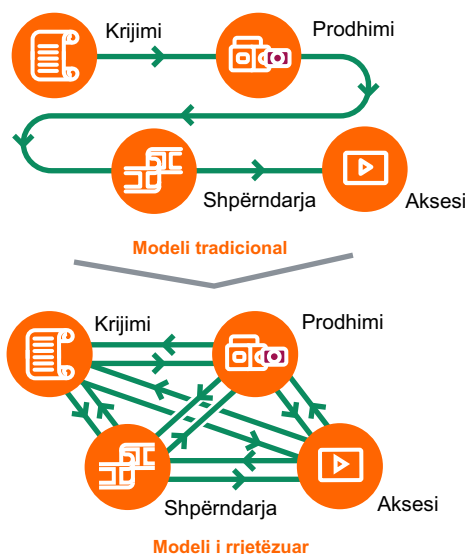 Krijimi
Prodhimi
Shpërndarja
Aksesi
Modeli tradicional
Krijimi
Prodhimi
Shpërndarja
Aksesi
Modeli i rrjetëzuar